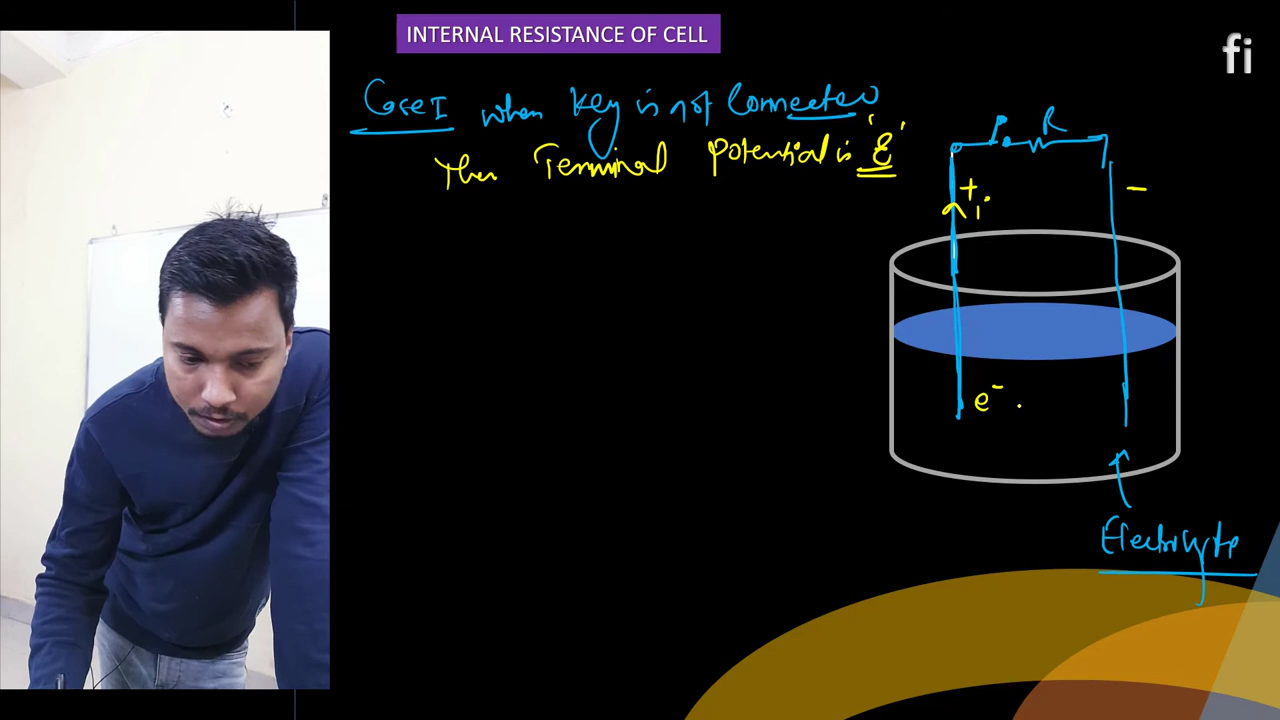 INTERNAL RESISTANCE OF CELL
fi
Case I when key is not Connected
then Terminal potential is 'ε'
R
+
i
-
e⁻
Electrolyte